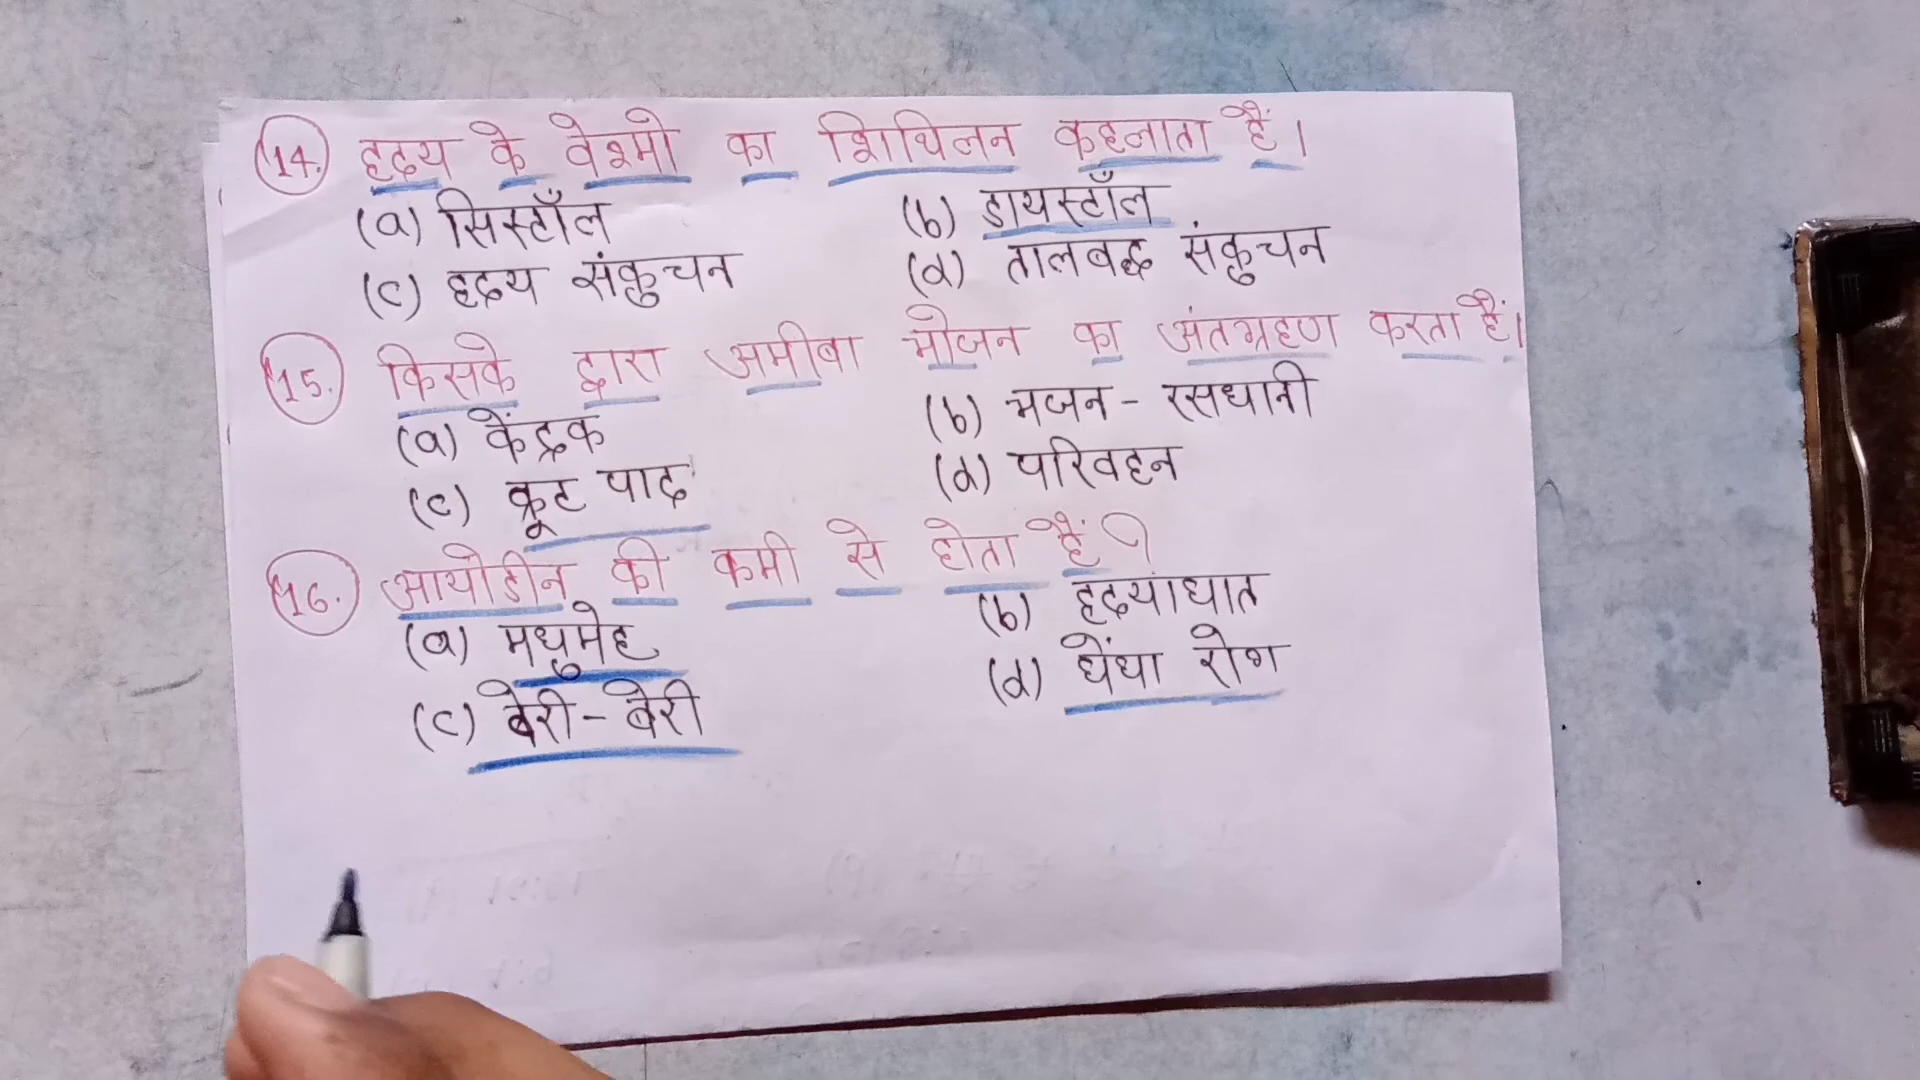 14. हृदय के वेश्मो का शिथिलन कहलाता हैं।
(a) सिस्टॉल (b) डायस्टॉल
(c) हृदय संकुचन (d) तालबद्ध संकुचन
15. किसके द्वारा अमीबा भोजन का अंतग्रहण करता हैं।
(a) केंद्रक (b) भजन - रसधानी
(c) कूट पाद (d) परिवहन
16. आयोडीन की कमी से होता हैं ?
(a) मधुमेह (b) हृदयाघात
(c) बेरी - बेरी (d) घेंघा रोग